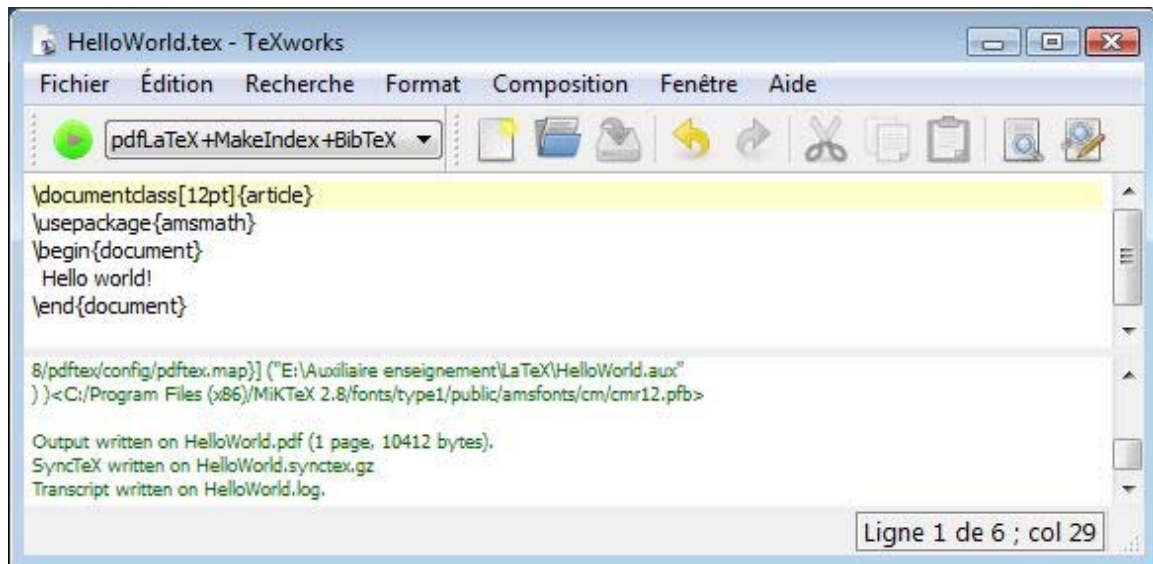 HelloWorld.tex - TeXworks
Fichier Édition Recherche Format Composition Fenêtre Aide
pdfLaTeX+MakeIndex+BibTeX
\documentclass[12pt]{article}
\usepackage{amsmath}
\begin{document}
Hello world!
\end{document}
8/pdftex/config/pdftex.map}] ("E:\Auxiliaire enseignement\LaTeX\HelloWorld.aux"
) )<C:/Program Files (x86)/MiKTeX 2.8/fonts/type1/public/amsfonts/cm/cmr12.pfb>
Output written on HelloWorld.pdf (1 page, 10412 bytes).
SyncTeX written on HelloWorld.synctex.gz
Transcript written on HelloWorld.log.
Ligne 1 de 6 ; col 29